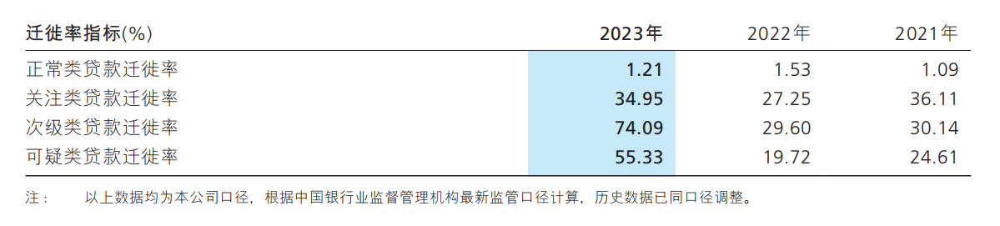 迁徙率指标(%) 2023年 2022年 2021年
正常类贷款迁徙率 1.21 1.53 1.09
关注类贷款迁徙率 34.95 27.25 36.11
次级类贷款迁徙率 74.09 29.60 30.14
可疑类贷款迁徙率 55.33 19.72 24.61
注： 以上数据均为本公司口径，根据中国银行业监督管理机构最新监管口径计算，历史数据已同口径调整。